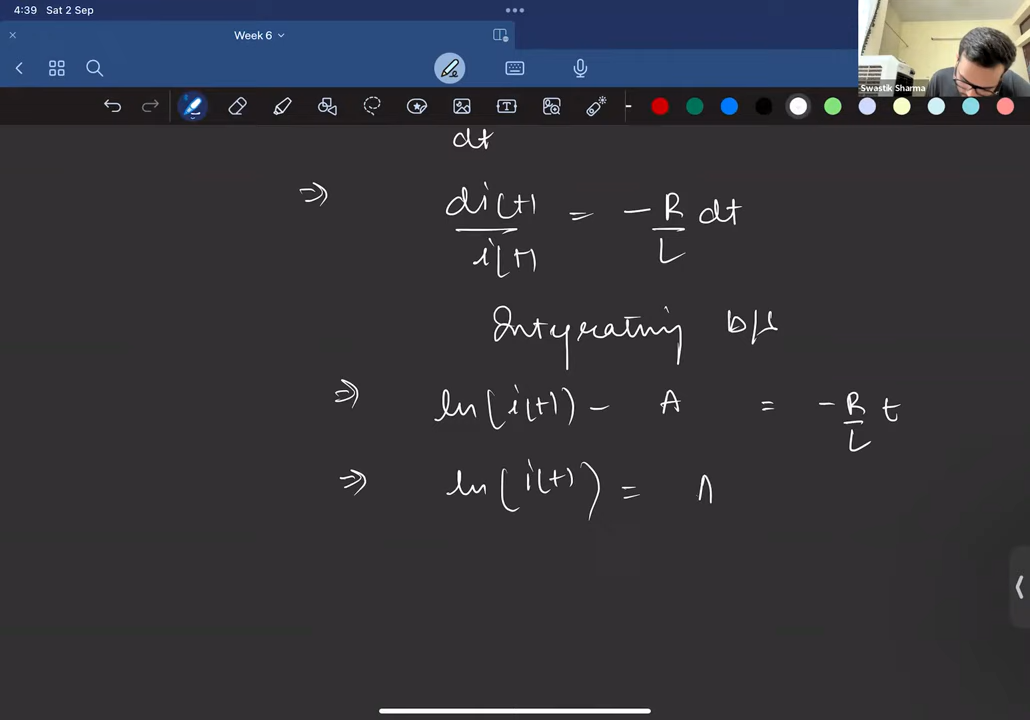 4:39 Sat 2 Sep
Week 6
Swastik Sharma
dt
⇒ di(t)/i(t) = -R/L dt
Integrating b/s
⇒ ln(i(t)) - A = -R/L t
⇒ ln(i(t)) = A